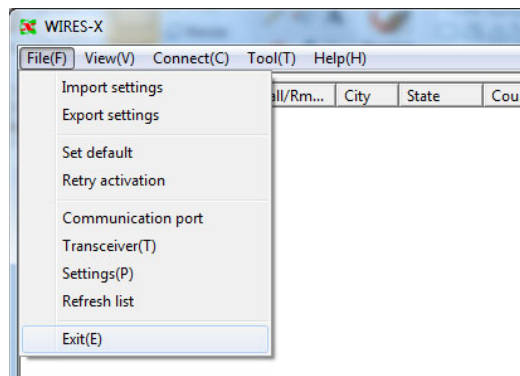 WIRES-X
File(F) View(V) Connect(C) Tool(T) Help(H)
all/Rm... City State Cou
Import settings
Export settings
Set default
Retry activation
Communication port
Transceiver(T)
Settings(P)
Refresh list
Exit(E)